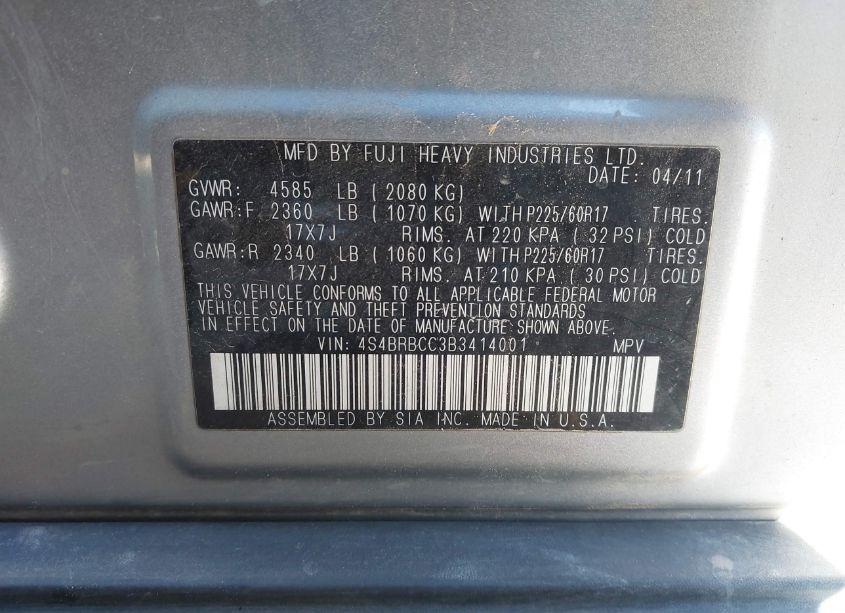 MFD BY FUJI HEAVY INDUSTRIES LTD.
DATE: 04/11
GVWR: 4585 LB ( 2080 KG)
GAWR:F 2360 LB ( 1070 KG) WITH P225/60R17 TIRES.
17X7J RIMS. AT 220 KPA ( 32 PSI) COLD
GAWR:R 2340 LB ( 1060 KG) WITH P225/60R17 TIRES.
17X7J RIMS. AT 210 KPA ( 30 PSI) COLD
THIS VEHICLE CONFORMS TO ALL APPLICABLE FEDERAL MOTOR
VEHICLE SAFETY AND THEFT PREVENTION STANDARDS
IN EFFECT ON THE DATE OF MANUFACTURE SHOWN ABOVE.
VIN: 4S4BRBCC3B3414001 MPV
ASSEMBLED BY SIA INC. MADE IN U.S.A.